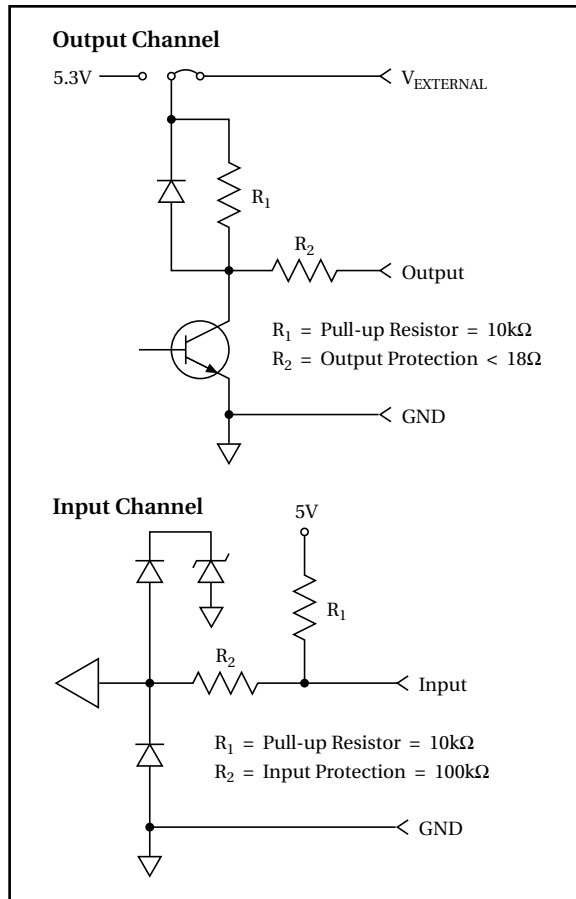 Output Channel
5.3V
V_EXTERNAL
R₁
R₂
Output
R₁ = Pull-up Resistor = 10kΩ
R₂ = Output Protection < 18Ω
GND
Input Channel
5V
R₁
R₂
Input
R₁ = Pull-up Resistor = 10kΩ
R₂ = Input Protection = 100kΩ
GND